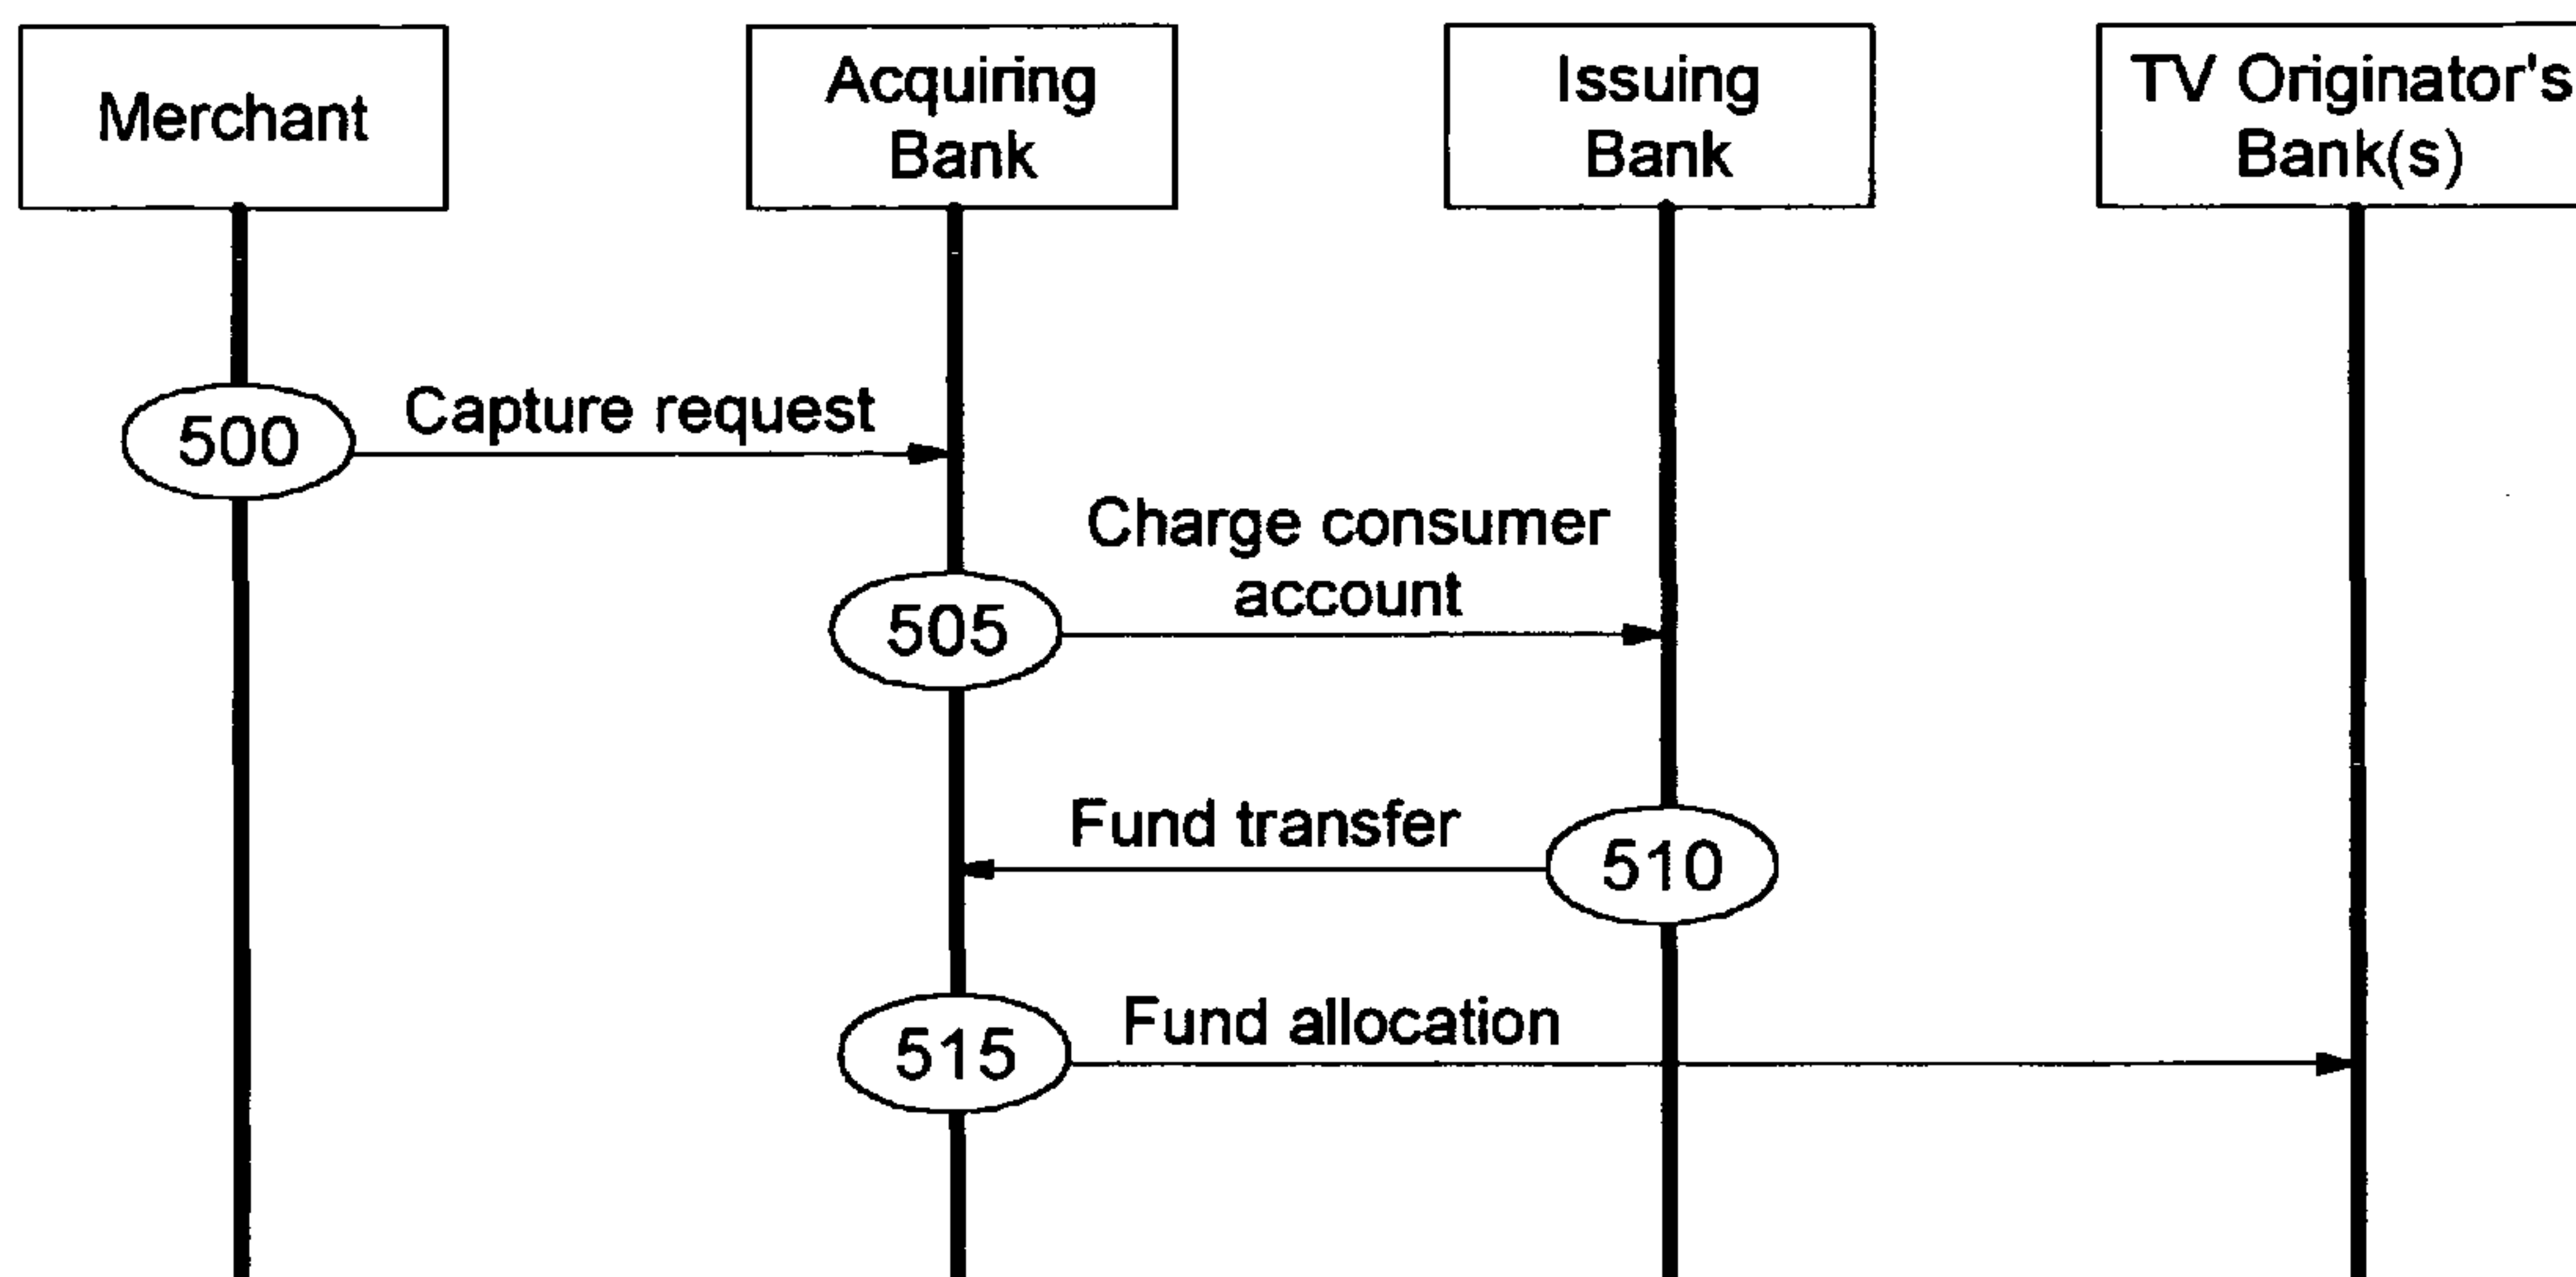 Merchant
Acquiring
Bank
Issuing
Bank
TV Originator's
Bank(s)
500
Capture request
Charge consumer
account
505
Fund transfer
510
515
Fund allocation